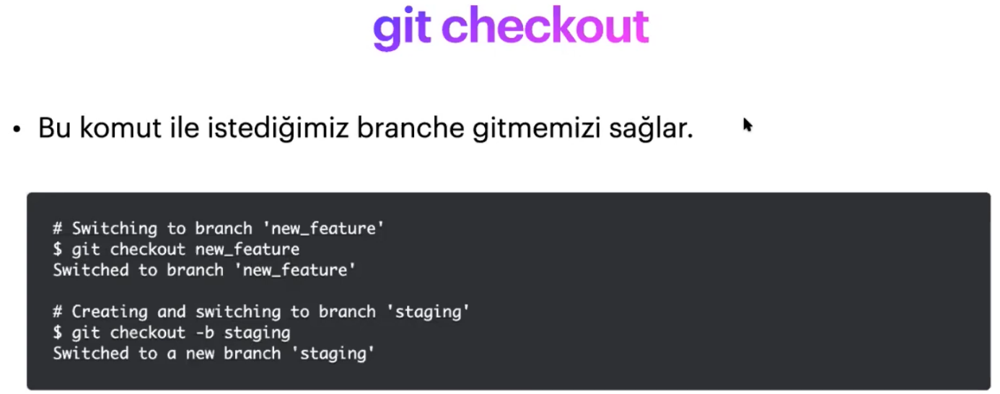 git checkout
• Bu komut ile istediğimiz branche gitmemizi sağlar.
# Switching to branch 'new_feature'
$ git checkout new_feature
Switched to branch 'new_feature'
# Creating and switching to branch 'staging'
$ git checkout -b staging
Switched to a new branch 'staging'